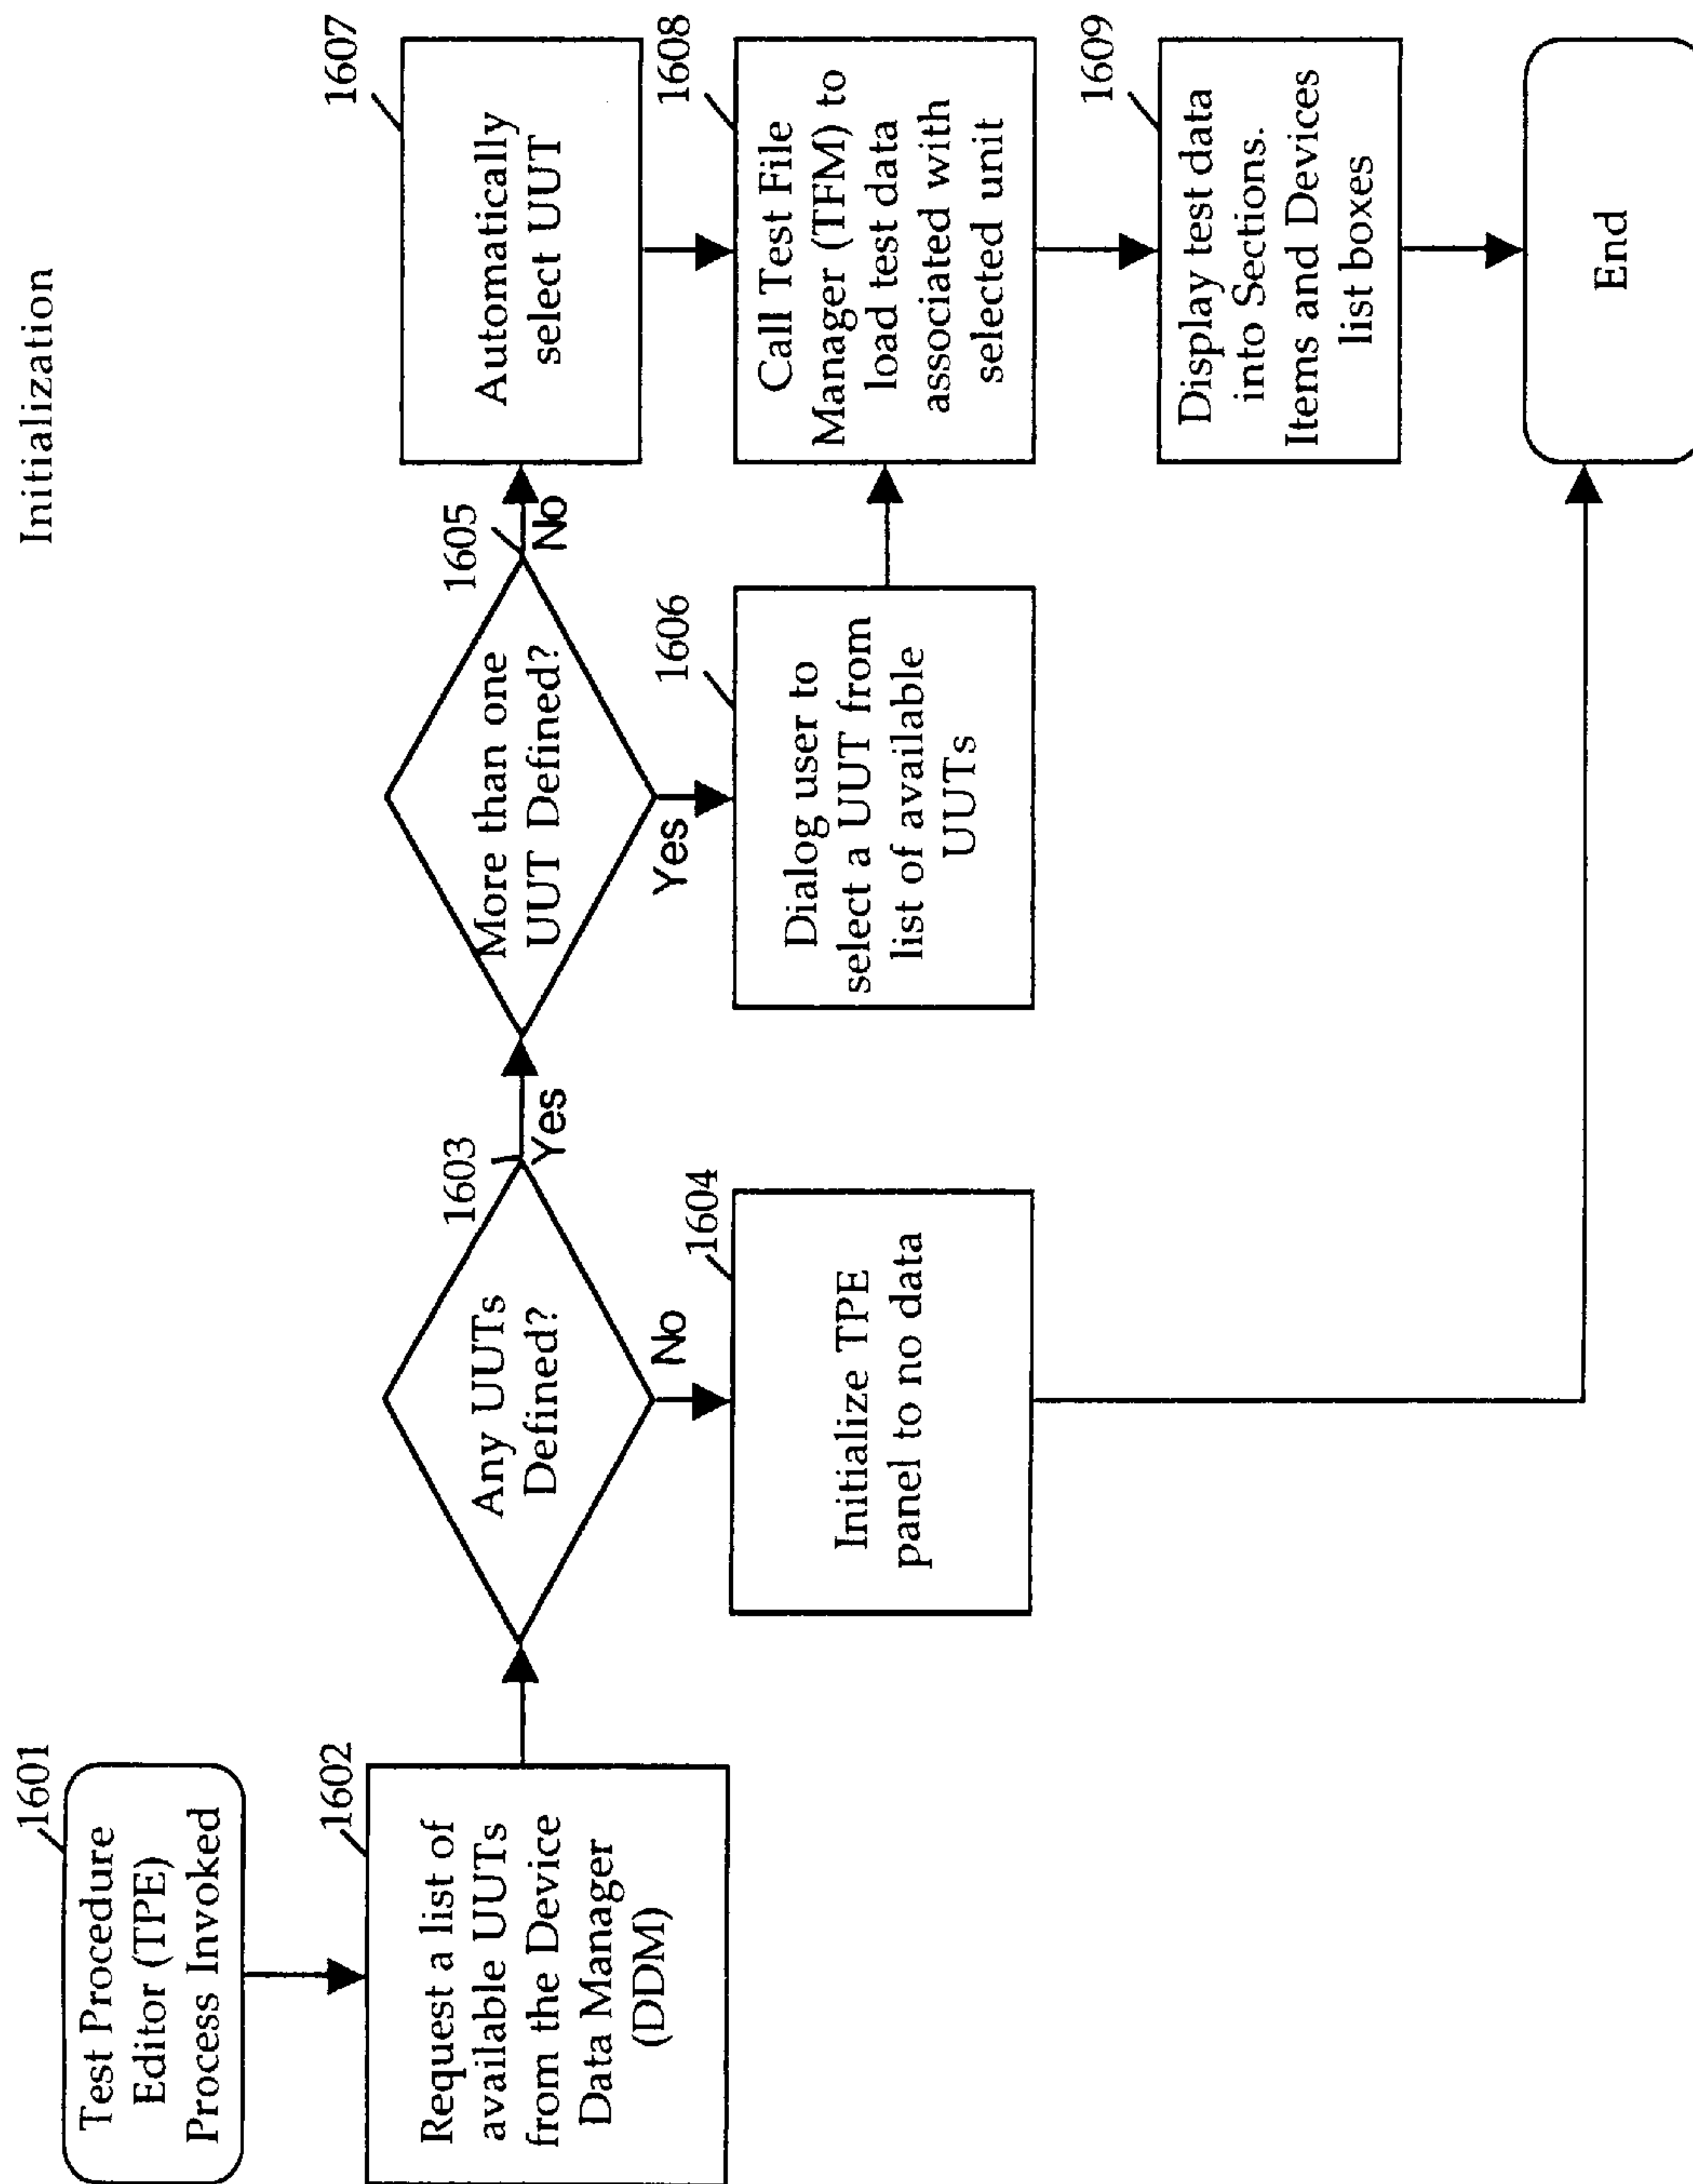 Initialization
1601
Test Procedure
Editor (TPE)
Process Invoked
1602
Request a list of
available UUTs
from the Device
Data Manager
(DDM)
1603
Any UUTs
Defined?
Yes
No
1604
Initialize TPE
panel to no data
1605
More than one
UUT Defined?
No
Yes
1606
Dialog user to
select a UUT from
list of available
UUTs
1607
Automatically
select UUT
1608
Call Test File
Manager (TFM) to
load test data
associated with
selected unit
1609
Display test data
into Sections.
Items and Devices
list boxes
End